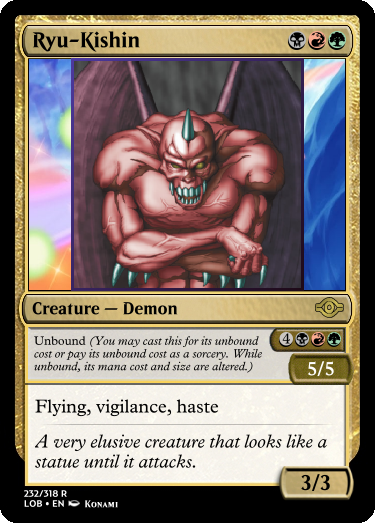 Ryu-Kishin
Creature — Demon
Unbound (You may cast this for its unbound
cost or pay its unbound cost as a sorcery. While
unbound, its mana cost and size are altered.)
4
5/5
Flying, vigilance, haste
A very elusive creature that looks like a
statue until it attacks.
3/3
232/318 R
LOB • EN Konami